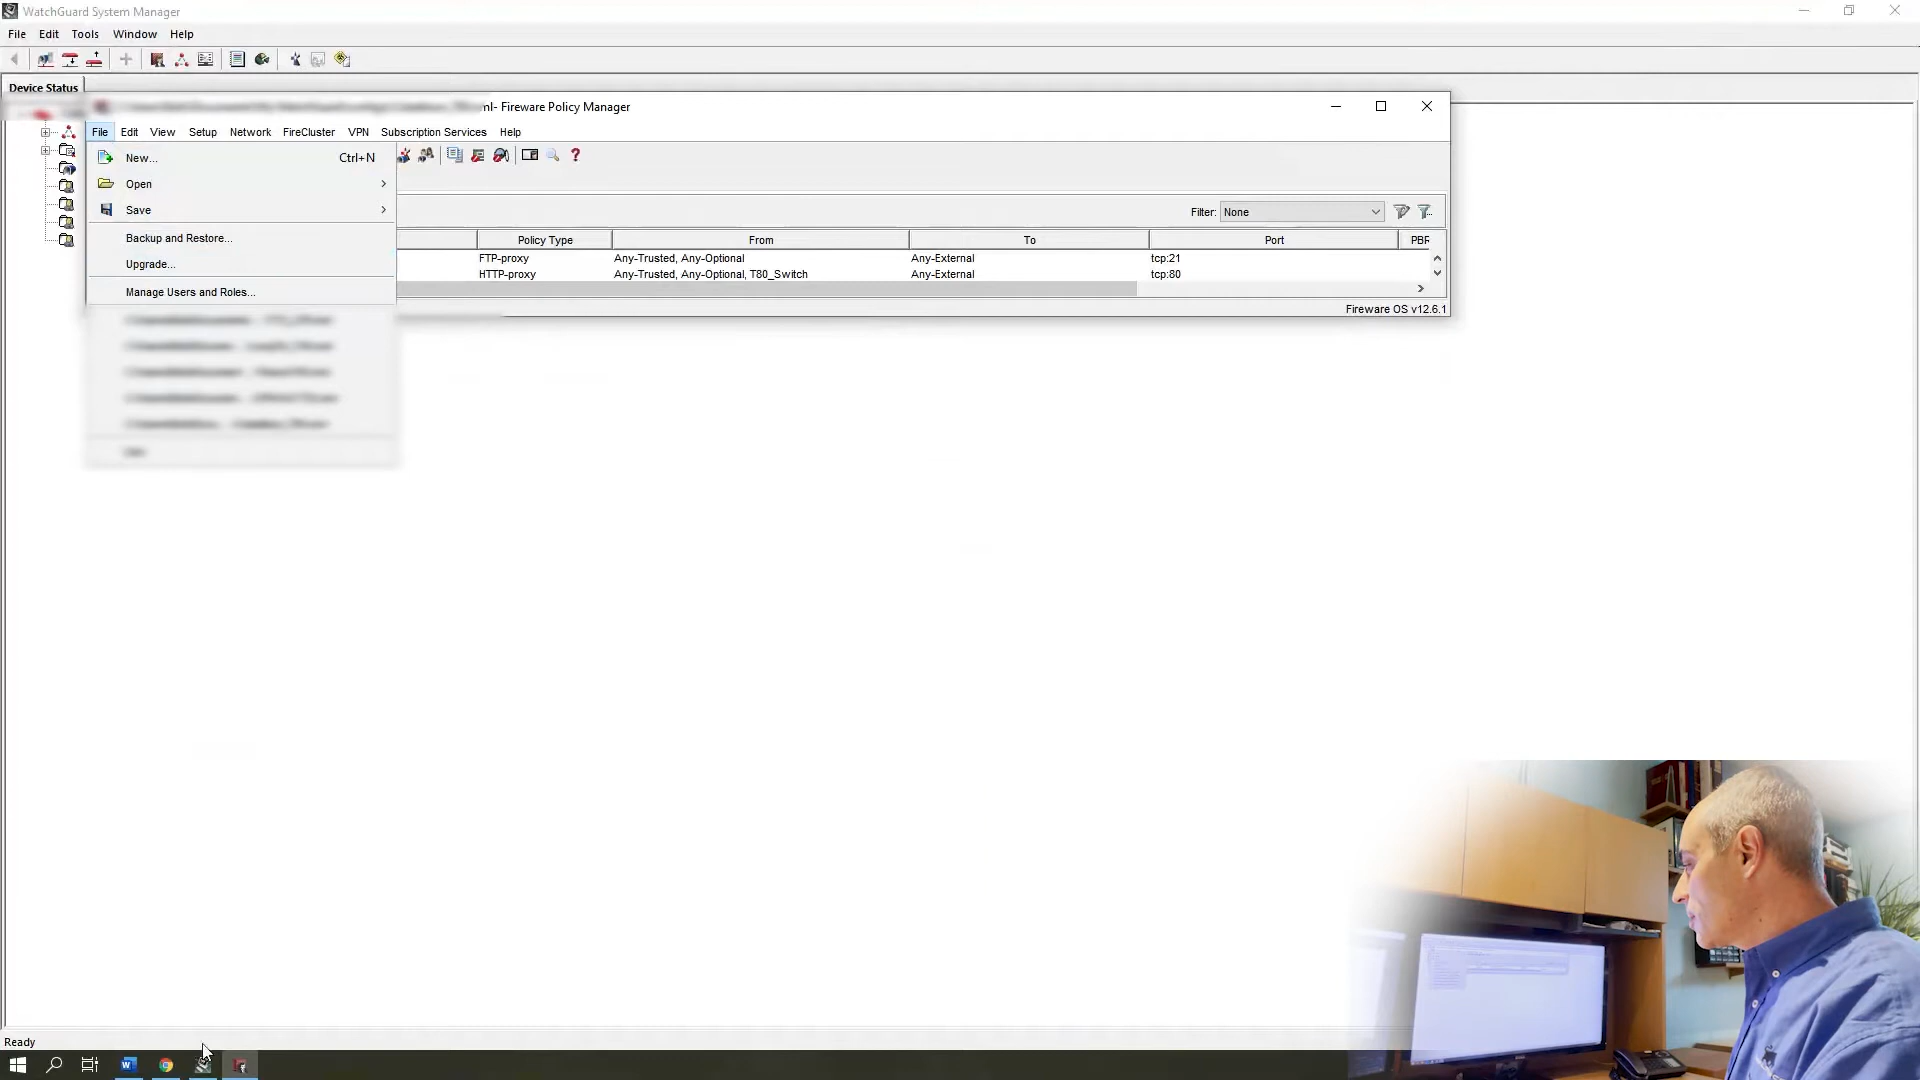 WatchGuard System Manager
File Edit Tools Window Help
Device Status
ml- Fireware Policy Manager
File Edit View Setup Network FireCluster VPN Subscription Services Help
New... Ctrl+N
Open
Save
Filter: None
Backup and Restore...
Policy Type From To Port PBR
FTP-proxy Any-Trusted, Any-Optional Any-External tcp:21
Upgrade...
HTTP-proxy Any-Trusted, Any-Optional, T80_Switch Any-External tcp:80
Manage Users and Roles...
Fireware OS v12.6.1
Ready